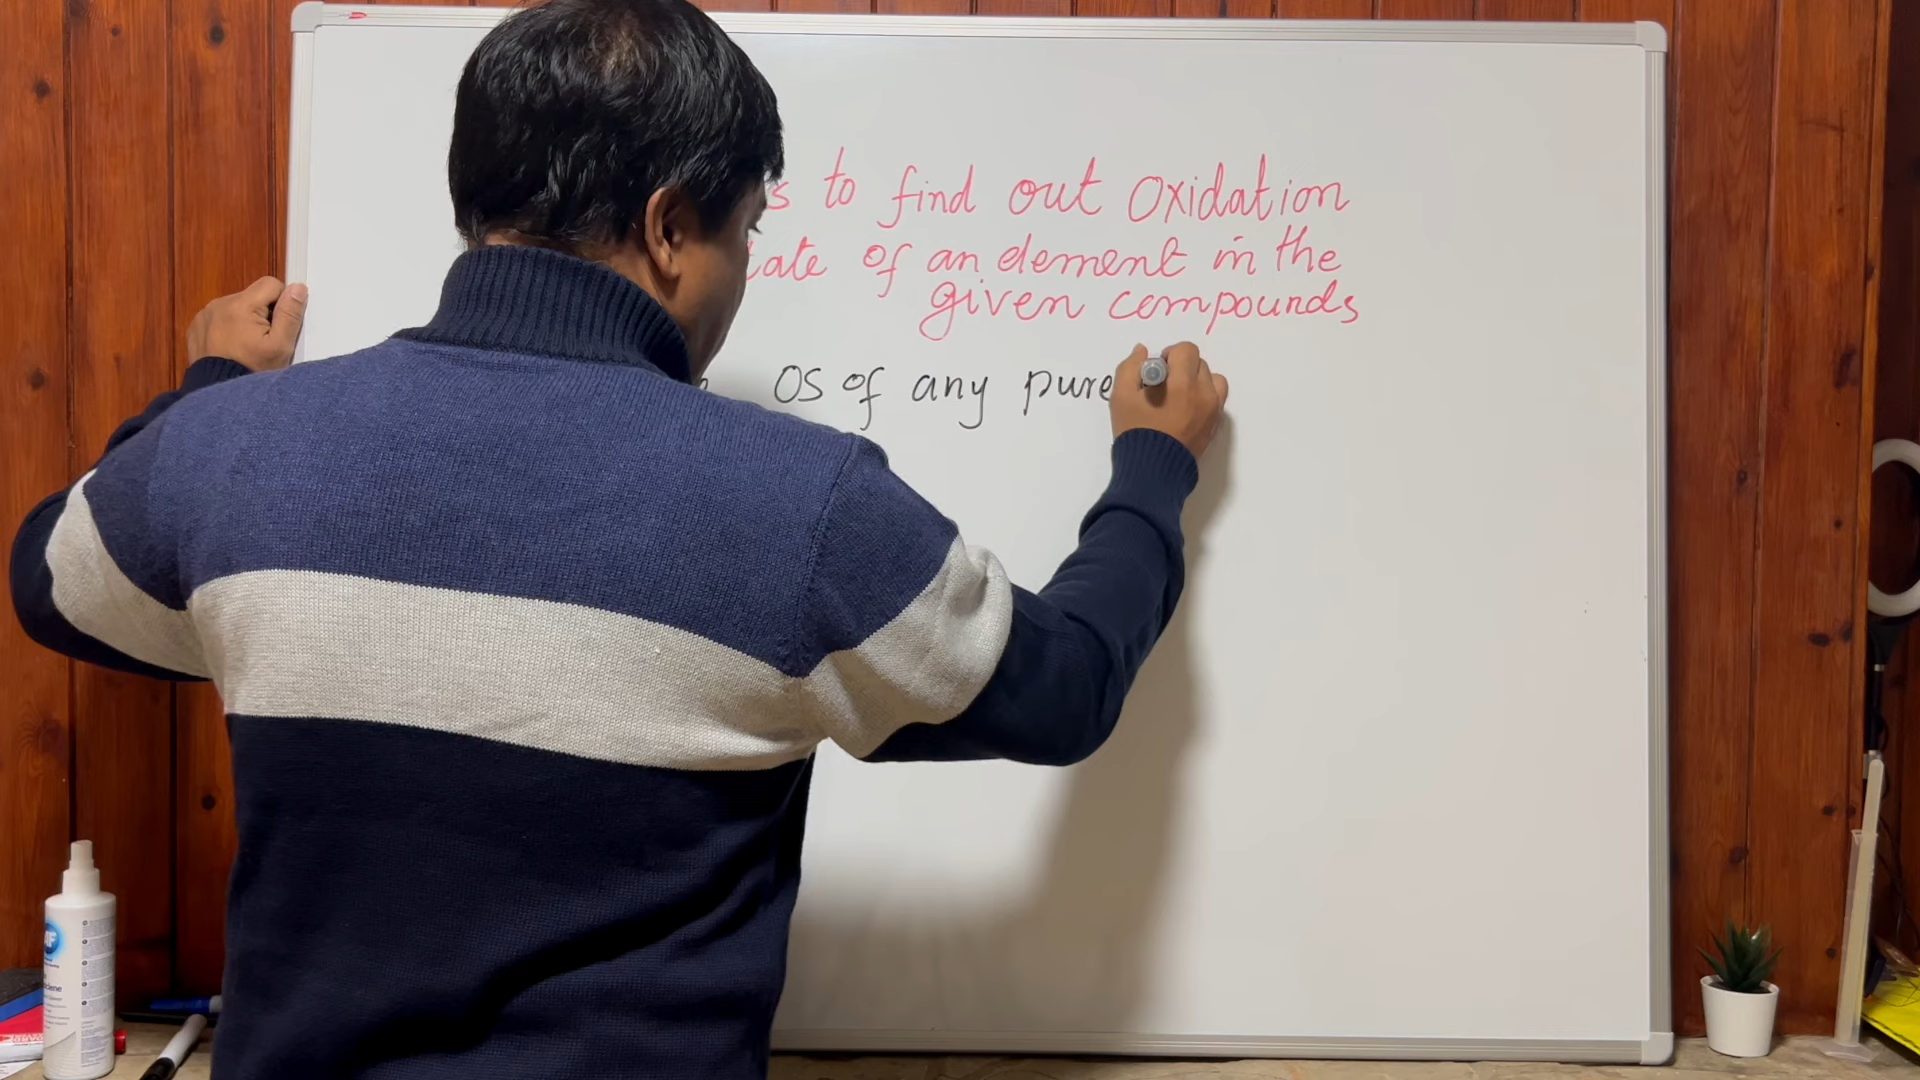 to find out Oxidation
of an element in the
given compounds
OS of any pure